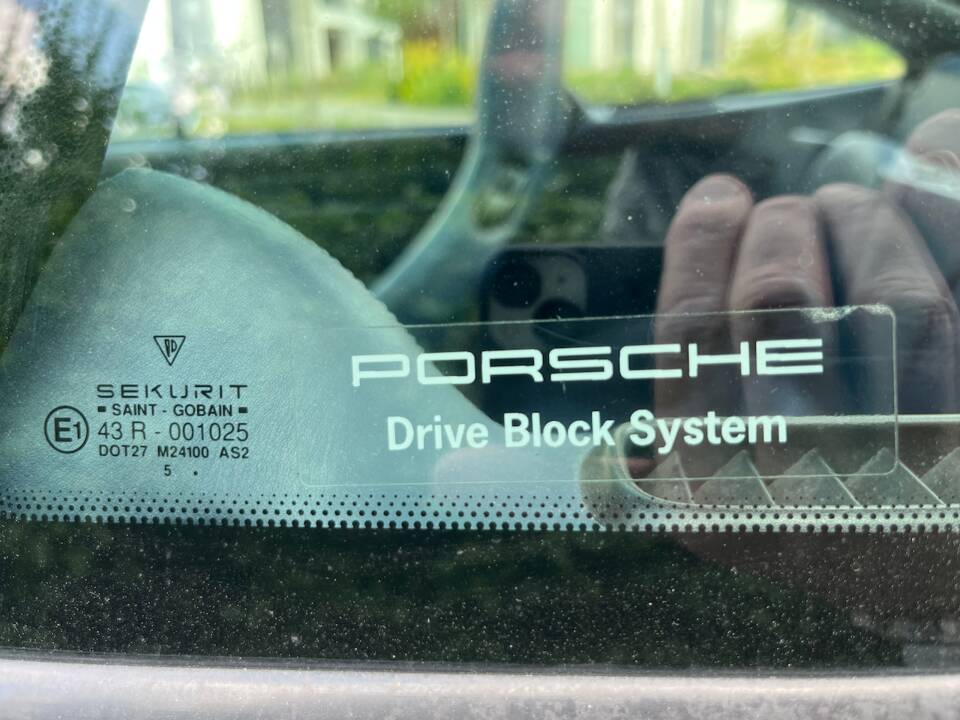 SEKURIT
SAINT - GOBAIN
E1
43 R - 001025
DOT27 M24100 AS2
5 .
PORSCHE
Drive Block System